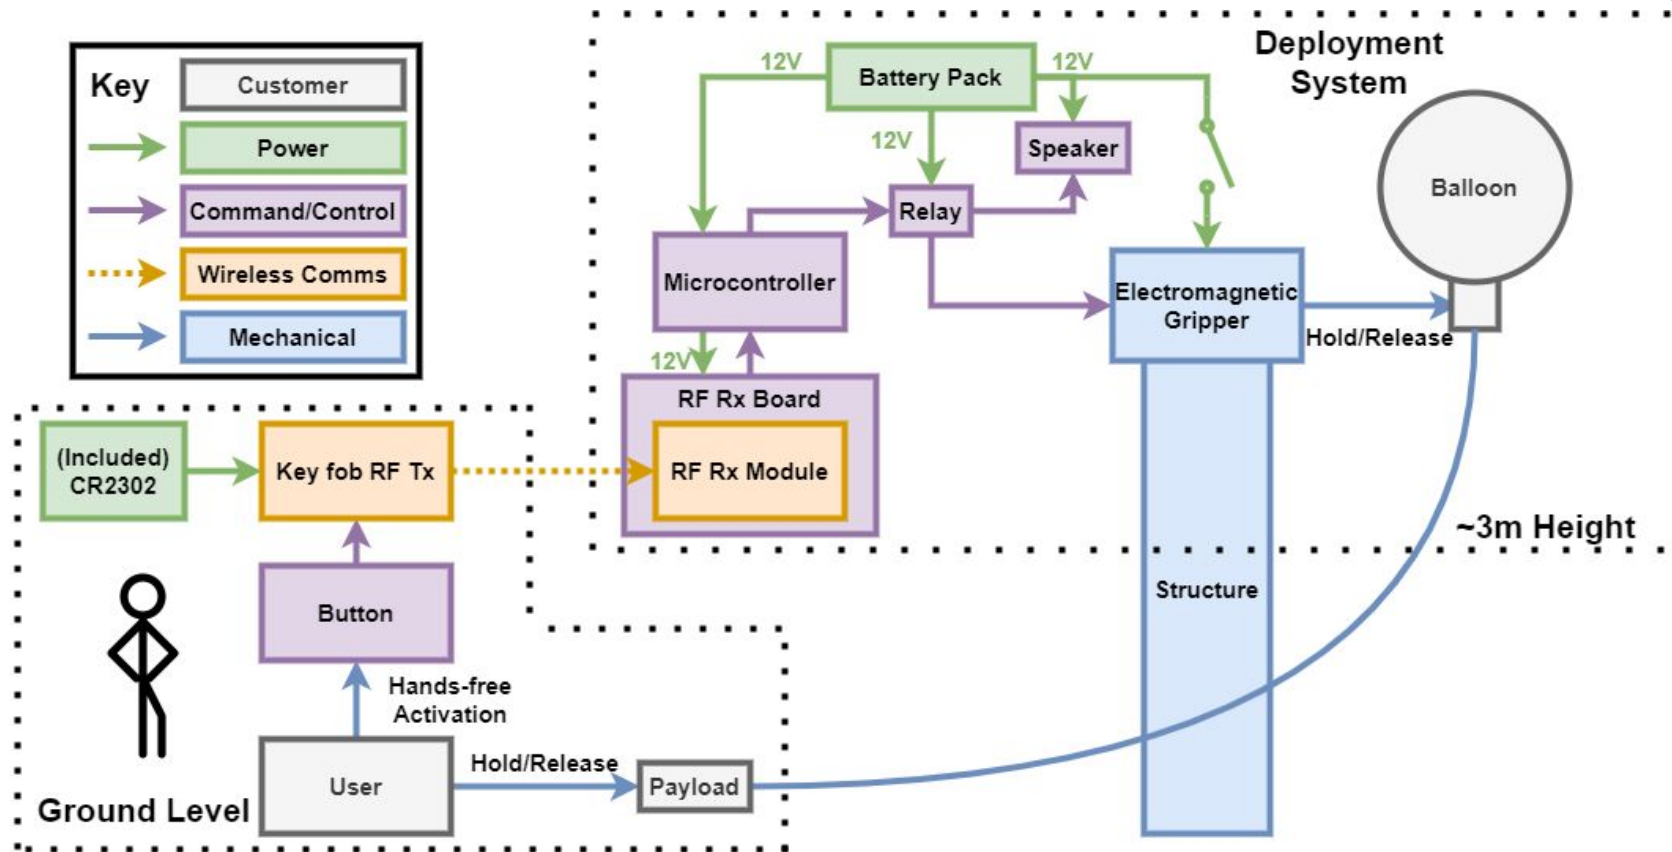 Key
Customer
Power
Command/Control
Wireless Comms
Mechanical
Deployment
System
12V
Battery Pack
12V
12V
Speaker
Relay
Balloon
Microcontroller
Electromagnetic
Gripper
Hold/Release
12V
RF Rx Board
RF Rx Module
(Included)
CR2302
Key fob RF Tx
~3m Height
Structure
Button
Hands-free
Activation
User
Hold/Release
Payload
Ground Level